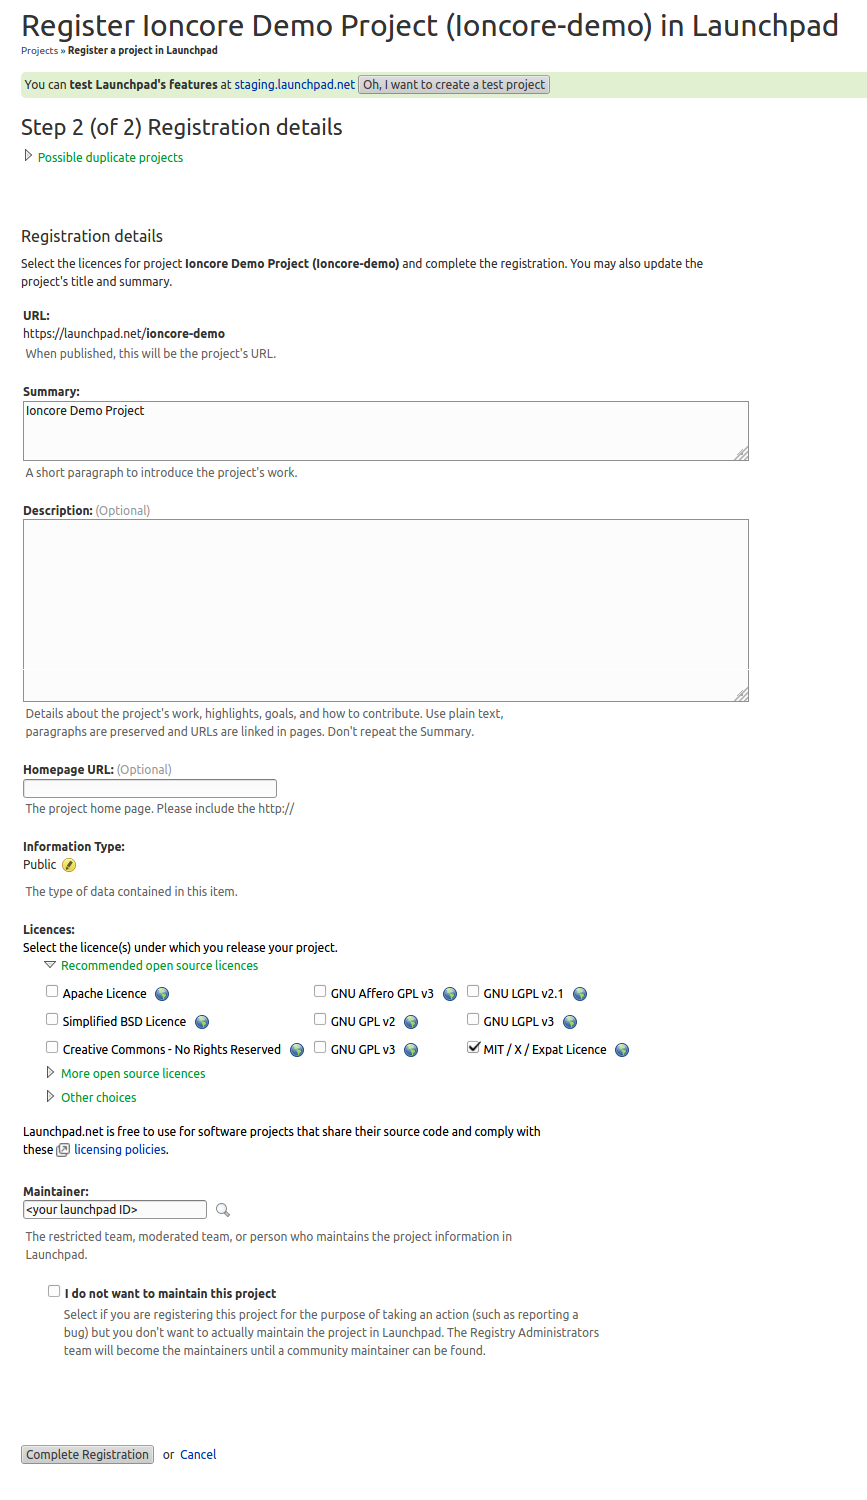 Register Ioncore Demo Project (Ioncore-demo) in Launchpad
Projects » Register a project in Launchpad
You can test Launchpad's features at staging.launchpad.net Oh, I want to create a test project
Step 2 (of 2) Registration details
Possible duplicate projects
Registration details
Select the licences for project Ioncore Demo Project (Ioncore-demo) and complete the registration. You may also update the
project's title and summary.
URL:
https://launchpad.net/ioncore-demo
When published, this will be the project's URL.
Summary:
Ioncore Demo Project
A short paragraph to introduce the project's work.
Description: (Optional)
Details about the project's work, highlights, goals, and how to contribute. Use plain text,
paragraphs are preserved and URLs are linked in pages. Don't repeat the Summary.
Homepage URL: (Optional)
The project home page. Please include the http://
Information Type:
Public
The type of data contained in this item.
Licences:
Select the licence(s) under which you release your project.
Recommended open source licences
Apache Licence GNU Affero GPL v3 GNU LGPL v2.1
Simplified BSD Licence GNU GPL v2 GNU LGPL v3
Creative Commons - No Rights Reserved GNU GPL v3 MIT / X / Expat Licence
More open source licences
Other choices
Launchpad.net is free to use for software projects that share their source code and comply with
these licensing policies.
Maintainer:
<your launchpad ID>
The restricted team, moderated team, or person who maintains the project information in
Launchpad.
I do not want to maintain this project
Select if you are registering this project for the purpose of taking an action (such as reporting a
bug) but you don't want to actually maintain the project in Launchpad. The Registry Administrators
team will become the maintainers until a community maintainer can be found.
Complete Registration or Cancel